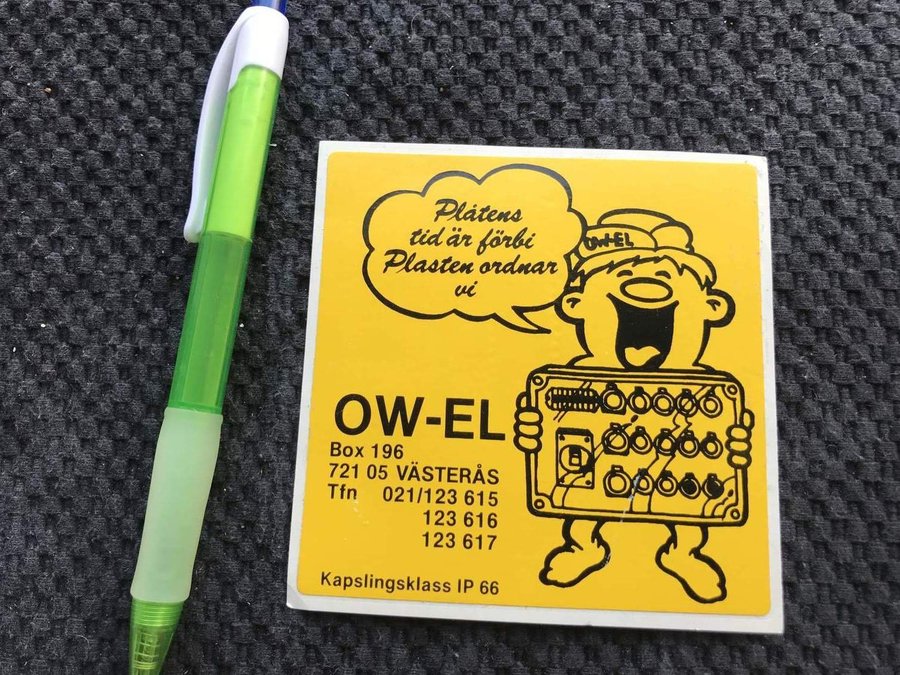 Plåtens
tid är förbi
Plasten ordnar
vi
OW-EL
OW-EL
Box 196
721 05 VÄSTERÅS
Tfn 021/123 615
123 616
123 617
Kapslingsklass IP 66